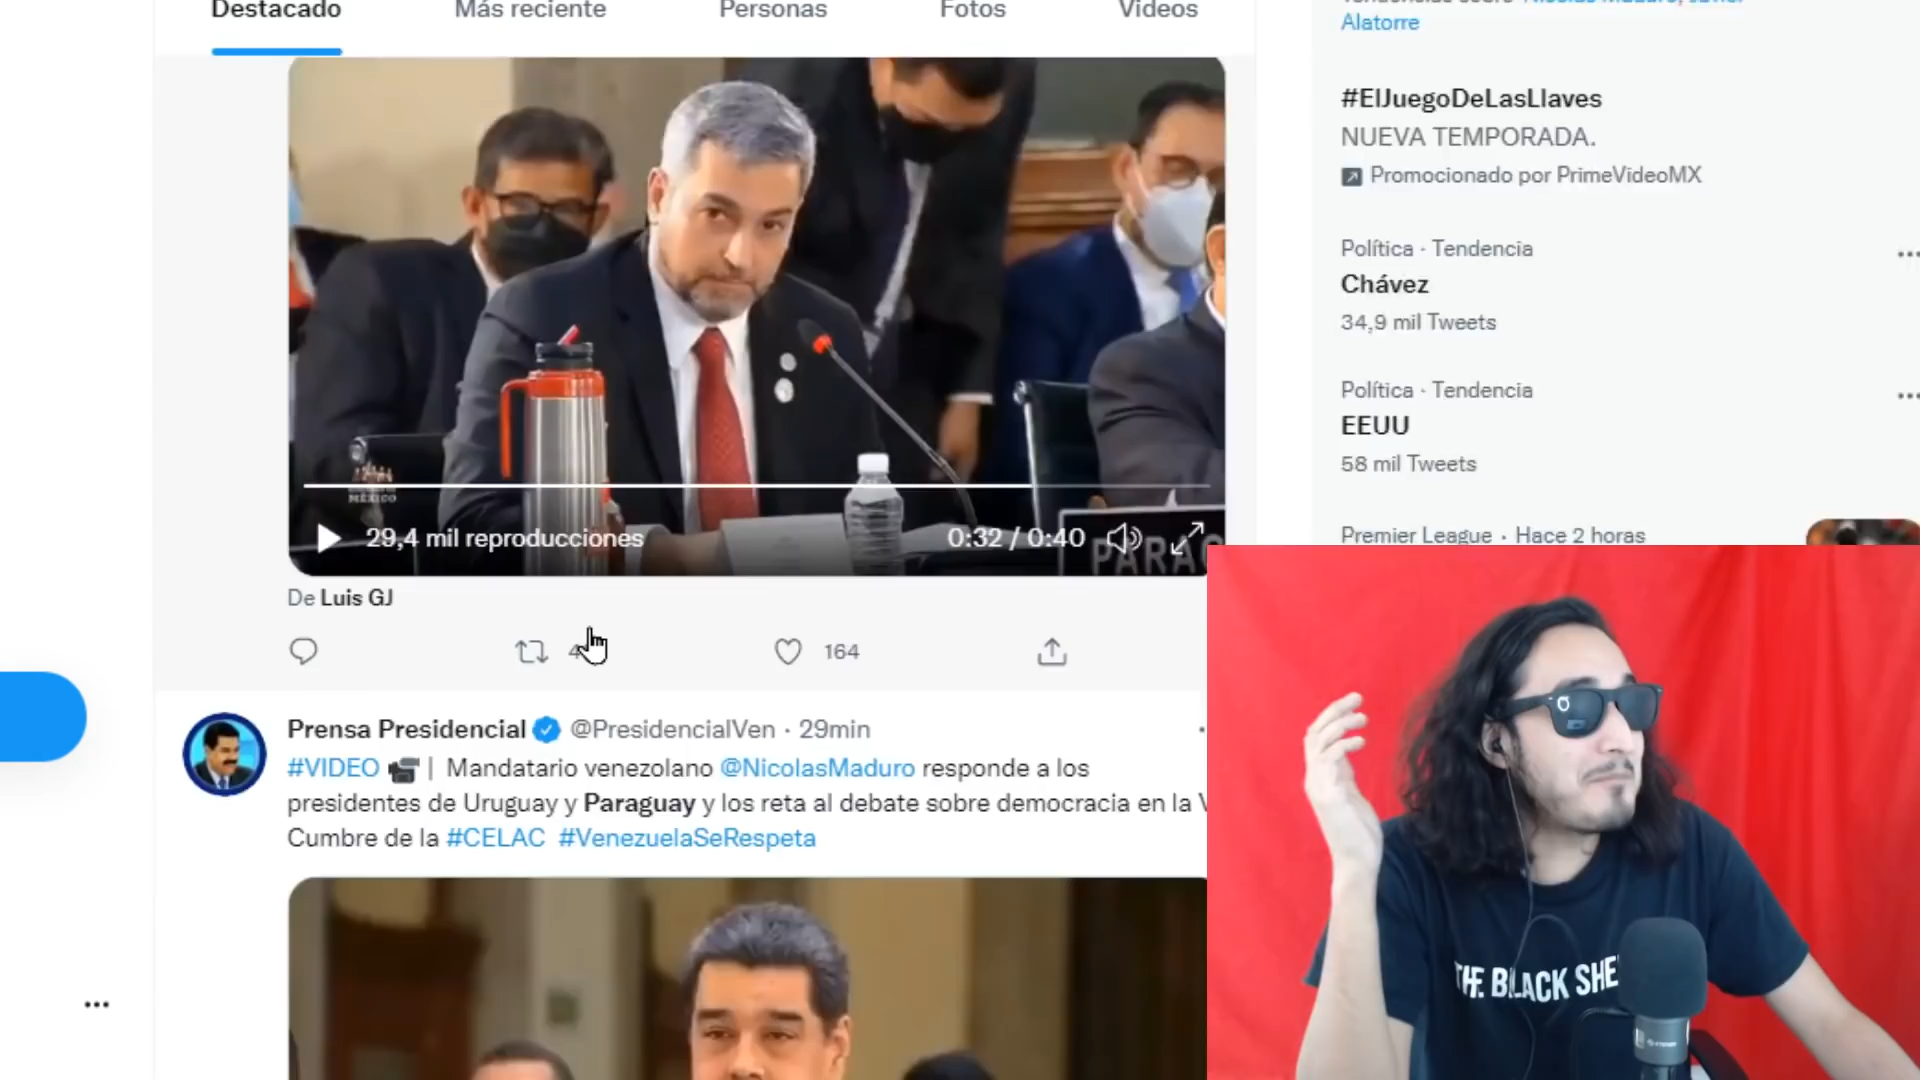 Destacado
Más reciente
Personas
Fotos
Videos
Alatorre
#ElJuegoDeLasLlaves
NUEVA TEMPORADA.
Promocionado por PrimeVideoMX
Política · Tendencia
Chávez
34,9 mil Tweets
Política · Tendencia
EEUU
58 mil Tweets
Premier League · Hace 2 horas
MÉXICO
29,4 mil reproducciones
0:32 / 0:40
PARAG
De Luis GJ
164
Prensa Presidencial @PresidencialVen · 29min
#VIDEO | Mandatario venezolano @NicolasMaduro responde a los
presidentes de Uruguay y Paraguay y los reta al debate sobre democracia en la V
Cumbre de la #CELAC #VenezuelaSeRespeta
THE BLACK SHE